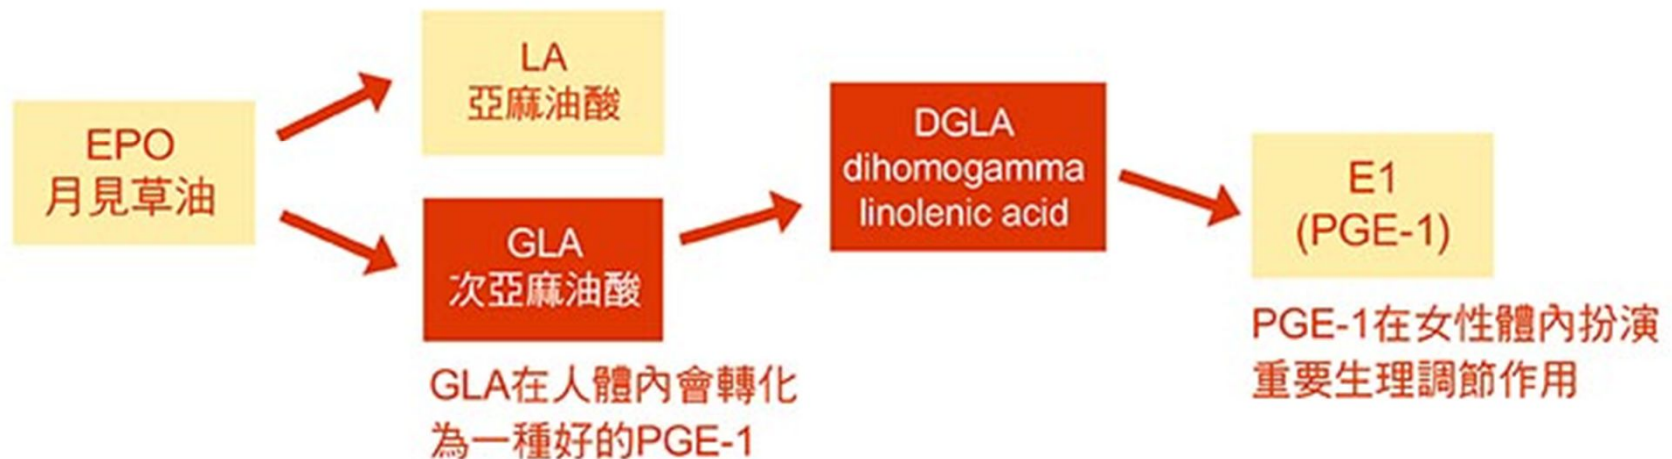 EPO
月見草油
LA
亞麻油酸
GLA
次亞麻油酸
GLA在人體內會轉化
為一種好的PGE-1
DGLA
dihomogamma
linolenic acid
E1
(PGE-1)
PGE-1在女性體內扮演
重要生理調節作用